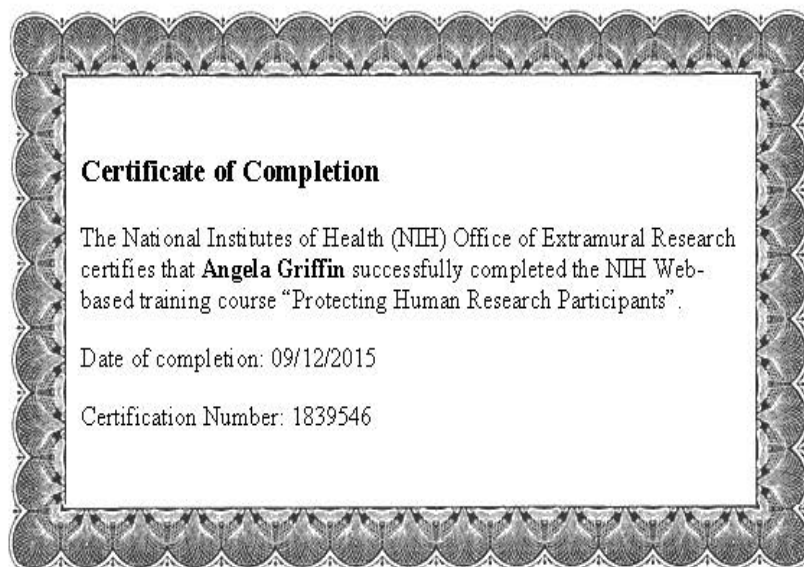 Certificate of Completion
The National Institutes of Health (NIH) Office of Extramural Research
certifies that Angela Griffin successfully completed the NIH Web-
based training course “Protecting Human Research Participants”.
Date of completion: 09/12/2015
Certification Number: 1839546